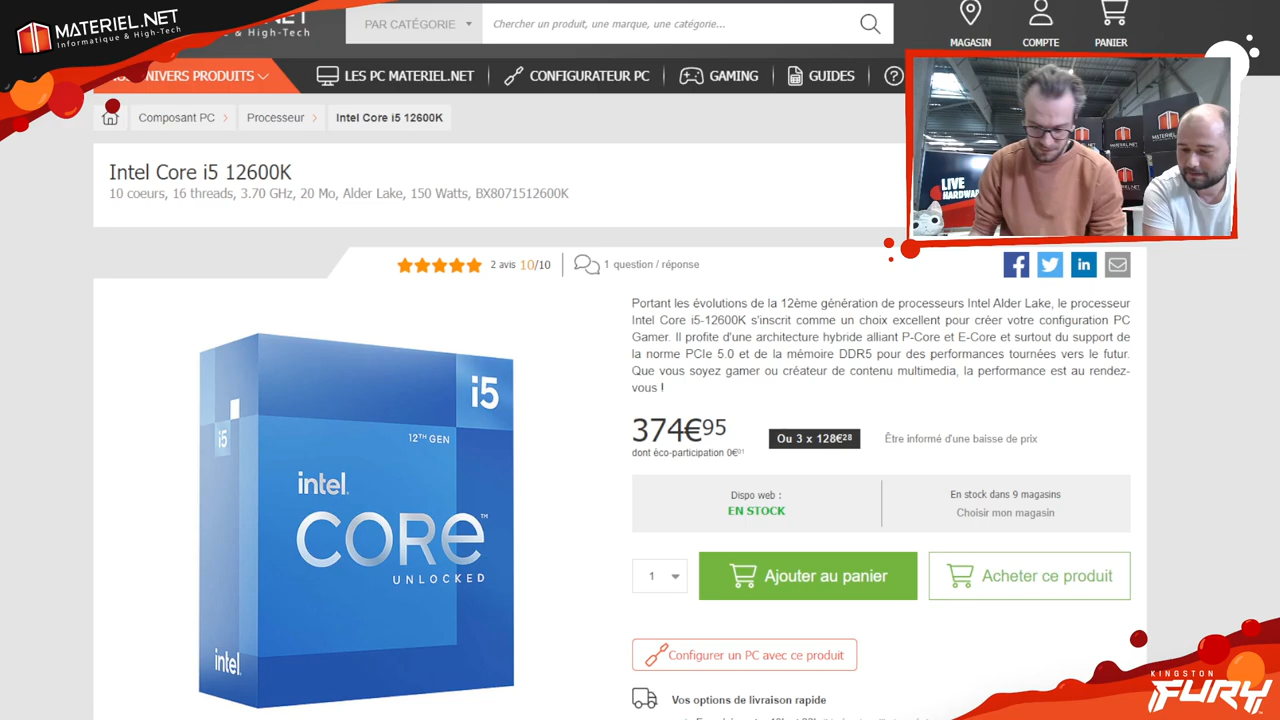 MATERIEL.NET
Informatique & High-Tech
& High-Tech
PAR CATÉGORIE
Chercher un produit, une marque, une catégorie...
MAGASIN
COMPTE
PANIER
UNIVERS PRODUITS
LES PC MATERIEL.NET
CONFIGURATEUR PC
GAMING
GUIDES
?
Composant PC
Processeur
Intel Core i5 12600K
LIVE
HARDWA
Intel Core i5 12600K
10 coeurs, 16 threads, 3.70 GHz, 20 Mo, Alder Lake, 150 Watts, BX8071512600K
2 avis 10/10
1 question / réponse
Portant les évolutions de la 12ème génération de processeurs Intel Alder Lake, le processeur
Intel Core i5-12600K s'inscrit comme un choix excellent pour créer votre configuration PC
Gamer. Il profite d'une architecture hybride alliant P-Core et E-Core et surtout du support de
la norme PCIe 5.0 et de la mémoire DDR5 pour des performances tournées vers le futur.
Que vous soyez gamer ou créateur de contenu multimedia, la performance est au rendez-
vous !
374€95
Ou 3 x 128€28
Être informé d'une baisse de prix
dont éco-participation 0€01
Dispo web :
EN STOCK
En stock dans 9 magasins
Choisir mon magasin
1
Ajouter au panier
Acheter ce produit
Configurer un PC avec ce produit
Vos options de livraison rapide
i5
i5
12TH GEN
intel.
CORE™
UNLOCKED
intel.
KINGSTON
FURY